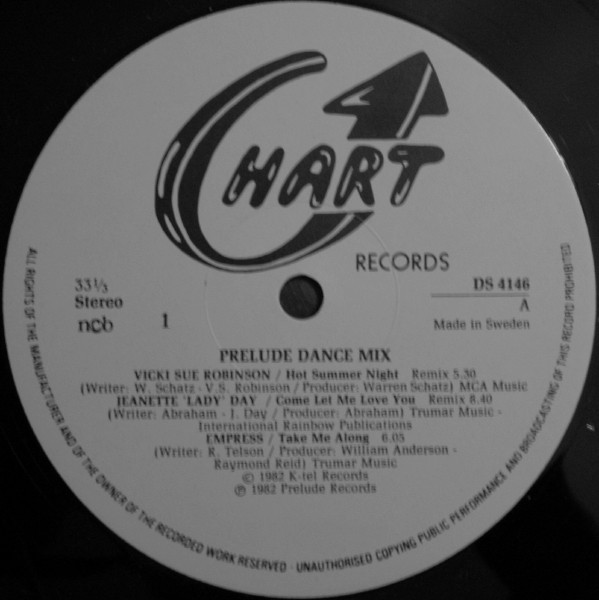 CHART
RECORDS
33⅓
Stereo
ncb
1
DS 4146
A
Made in Sweden
PRELUDE DANCE MIX
VICKI SUE ROBINSON / Hot Summer Night Remix 5.30
(Writer: W. Schatz - V.S. Robinson / Producer: Warren Schatz) MCA Music
JEANETTE 'LADY' DAY / Come Let Me Love You Remix 8.40
(Writer: Abraham - J. Day / Producer: Abraham) Trumar Music -
International Rainbow Publications
EMPRESS / Take Me Along 6.05
(Writer: R. Telson / Producer: William Anderson -
Raymond Reid) Trumar Music
© 1982 K-tel Records
℗ 1982 Prelude Records
ALL RIGHTS OF THE MANUFACTURER AND OF THE OWNER OF THE RECORDED WORK RESERVED · UNAUTHORISED COPYING PUBLIC PERFORMANCE AND BROADCASTING OF THIS RECORD PROHIBITED